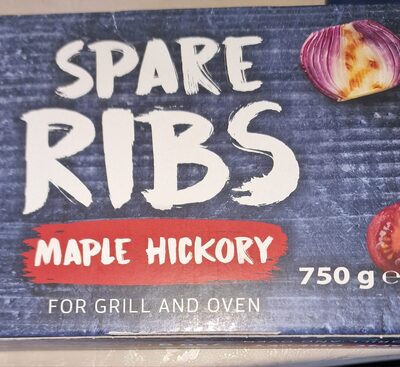 SPARE
RIBS
MAPLE HICKORY
750 g e
FOR GRILL AND OVEN